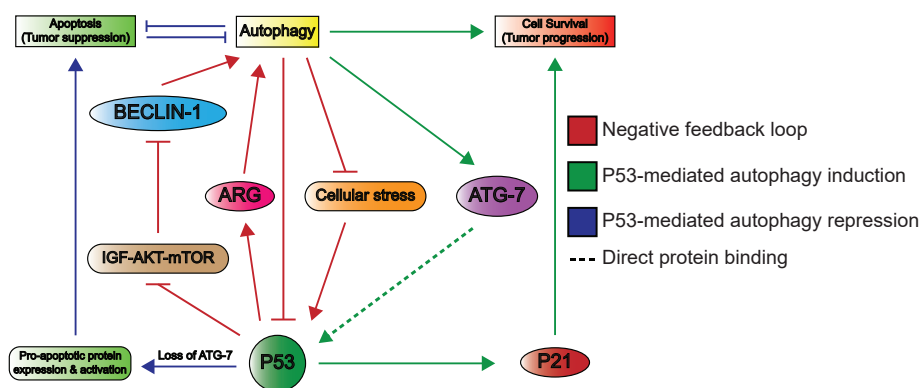 Apoptosis
(Tumor suppression)
Autophagy
Cell Survival
(Tumor progression)
BECLIN-1
Negative feedback loop
P53-mediated autophagy induction
ARG
Cellular stress
ATG-7
P53-mediated autophagy repression
Direct protein binding
IGF-AKT-mTOR
Pro-apoptotic protein
expression & activation
Loss of ATG-7
P53
P21